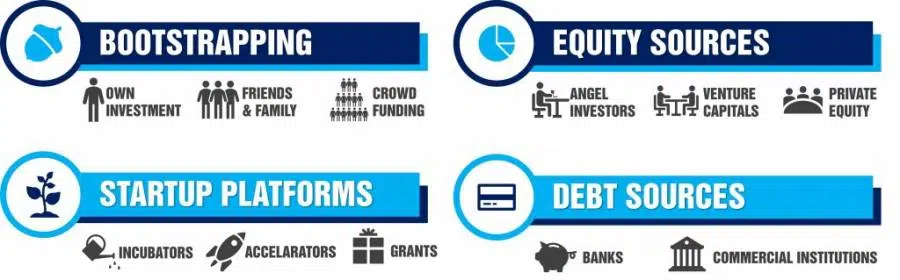 BOOTSTRAPPING
OWN
INVESTMENT
FRIENDS
& FAMILY
CROWD
FUNDING
EQUITY SOURCES
ANGEL
INVESTORS
VENTURE
CAPITALS
PRIVATE
EQUITY
STARTUP PLATFORMS
INCUBATORS
ACCELARATORS
GRANTS
DEBT SOURCES
BANKS
COMMERCIAL INSTITUTIONS